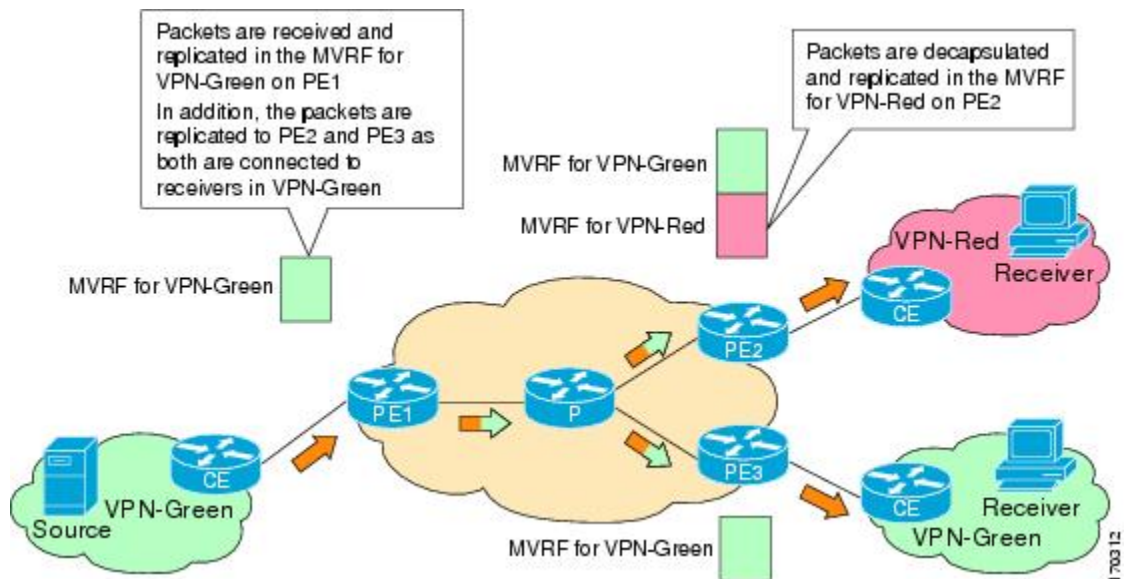 Packets are received and
replicated in the MVRF for
VPN-Green on PE1
In addition, the packets are
replicated to PE2 and PE3 as
both are connected to
receivers in VPN-Green
Packets are decapsulated
and replicated in the MVRF
for VPN-Red on PE2
MVRF for VPN-Green
MVRF for VPN-Red
MVRF for VPN-Green
VPN-Red
Receiver
CE
PE2
PE1
P
CE
VPN-Green
Source
PE3
CE
Receiver
VPN-Green
MVRF for VPN-Green
170312